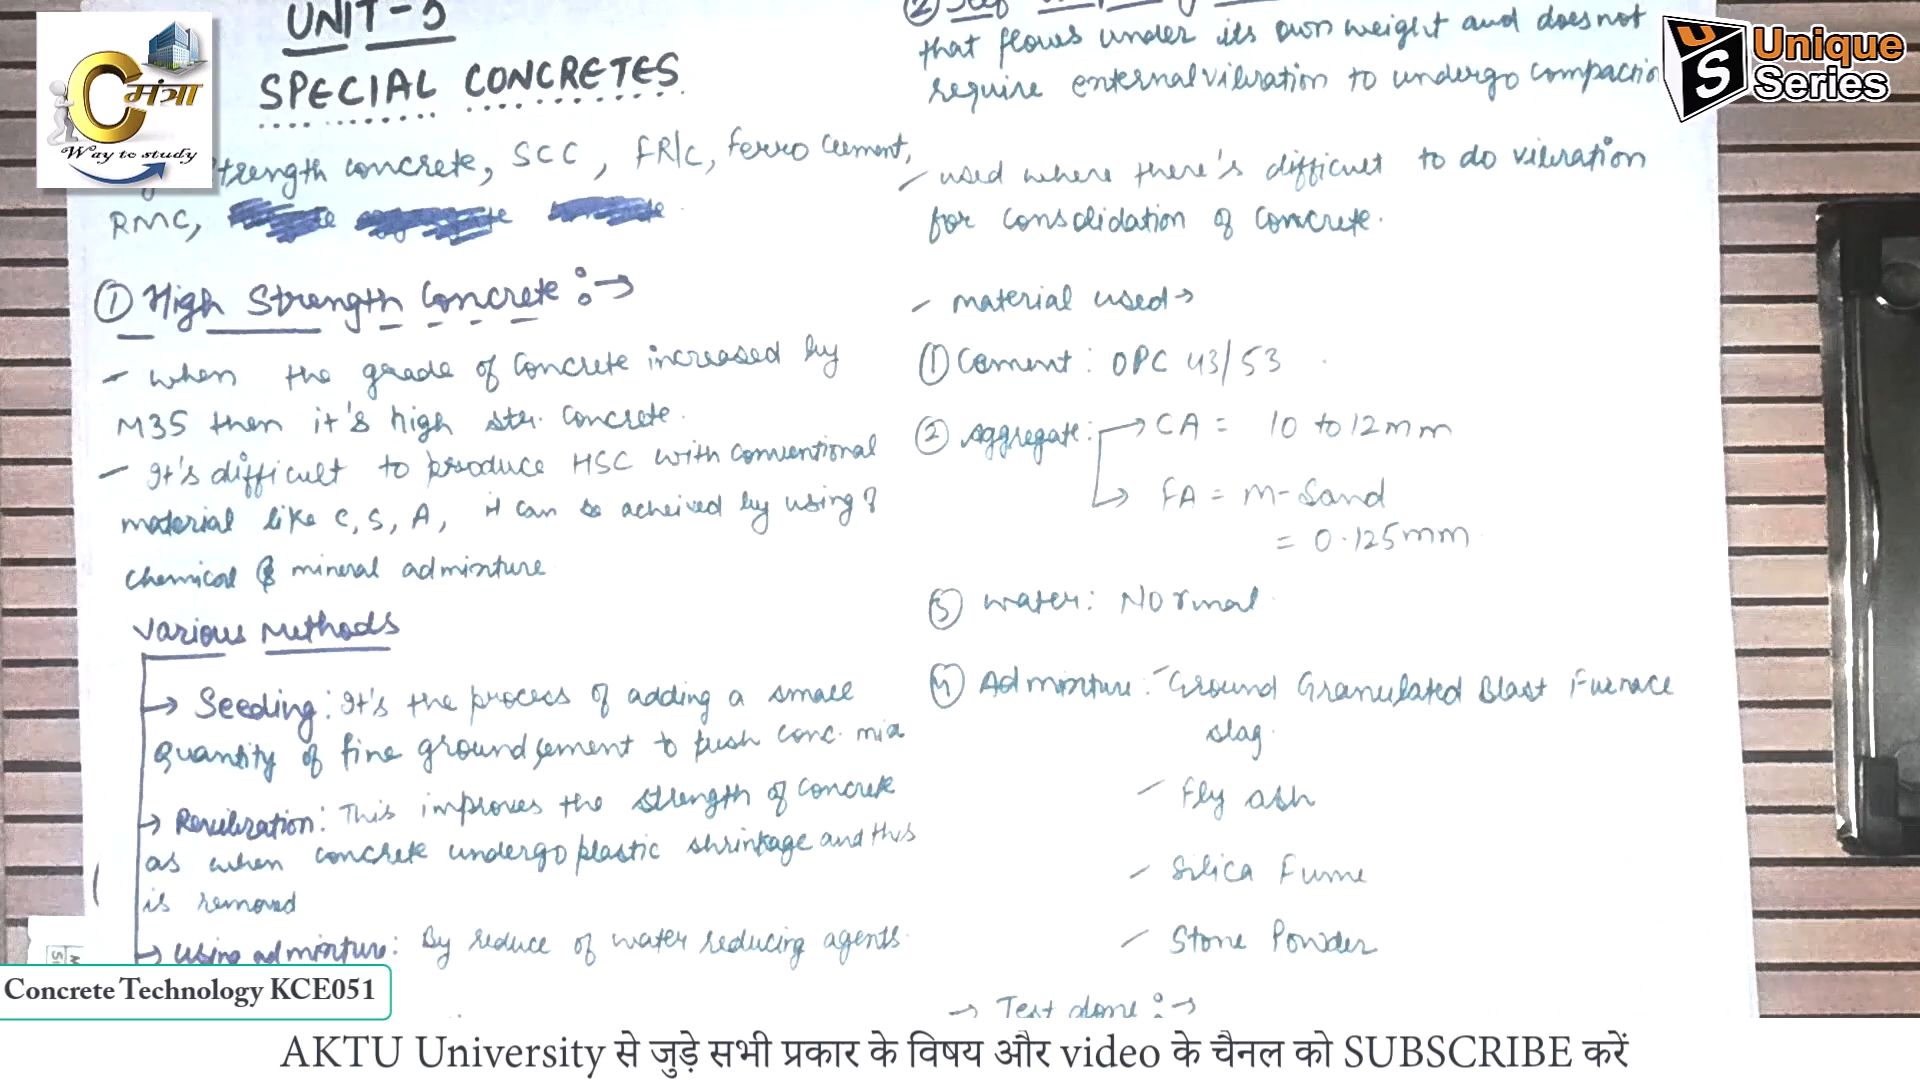 UNIT-5
SPECIAL CONCRETES
Strength concrete, SCC, FR/C, Ferro Cement,
RMC,
① High Strength Concrete :→
- when the grade of concrete increased by
M35 then it's high str. concrete.
- It's difficult to produce HSC with conventional
material like C, S, A, it can be acheived by using
chemical & mineral admixture
Various Methods
→ Seeding: It's the process of adding a small
quantity of fine ground cement to fresh conc. mix
→ Revibration: This improves the strength of concrete
as when concrete undergo plastic shrinkage and this
is removed
→ using admixture: By reduce of water reducing agents
② Self
that flows under its own weight and does not
require external vibration to undergo compactio
- used where there's difficult to do vibration
for consolidation of concrete.
- material used→
① Cement: OPC 43/53
② Aggregate: → CA = 10 to 12mm
→ FA = M-Sand
= 0.125mm
③ water: Normal
④ Admixture: - Ground Granulated Blast Furnace
slag.
- Fly ash
- Silica Fume
- Stone Powder
→ Test done :→
C मंत्रा
Way to study
US
Unique
Series
Concrete Technology KCE051
AKTU University से जुड़े सभी प्रकार के विषय और video के चैनल को SUBSCRIBE करें